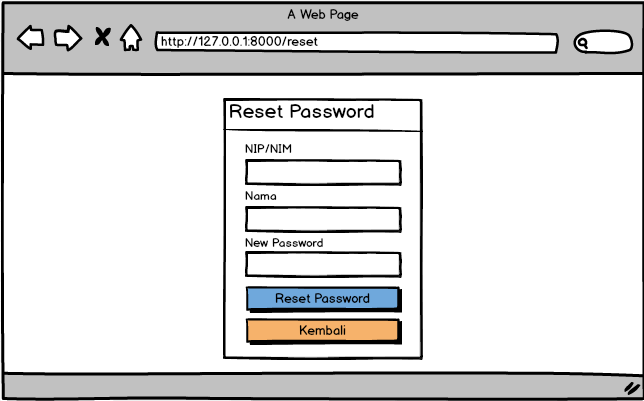 A Web Page
http://127.0.0.1:8000/reset
Reset Password
NIP/NIM
Nama
New Password
Reset Password
Kembali